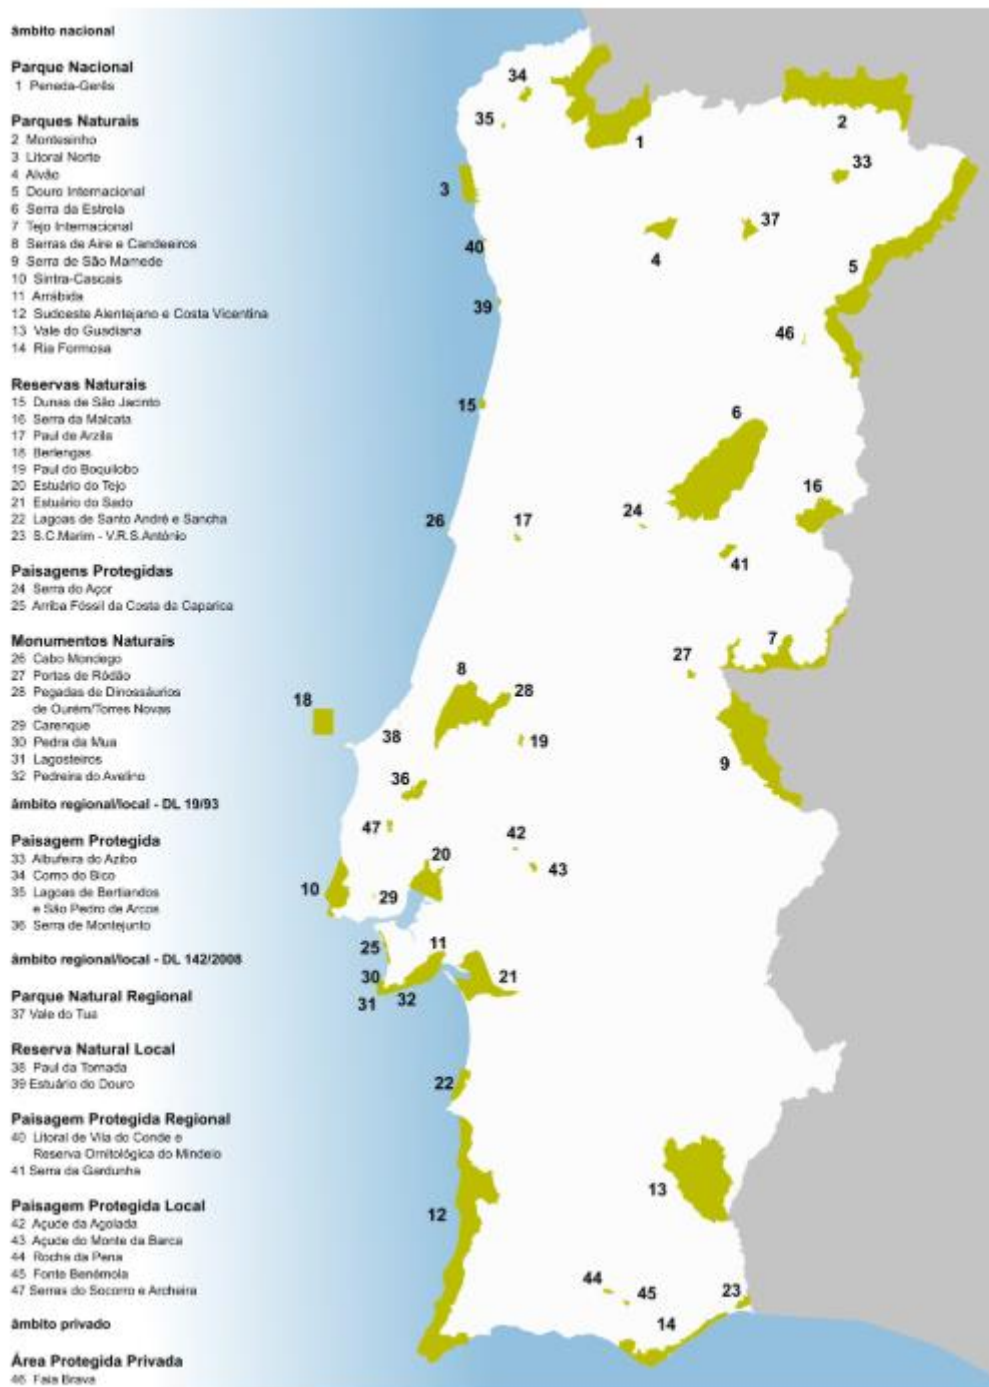 âmbito nacional
Parque Nacional
1 Peneda-Gerês
Parques Naturais
2 Montesinho
3 Litoral Norte
4 Alvão
5 Douro Internacional
6 Serra da Estrela
7 Tejo Internacional
8 Serras de Aire e Candeeiros
9 Serra de São Mamede
10 Sintra-Cascais
11 Arrábida
12 Sudoeste Alentejano e Costa Vicentina
13 Vale do Guadiana
14 Ria Formosa
Reservas Naturais
15 Dunas de São Jacinto
16 Serra da Malcata
17 Paul de Arzila
18 Berlengas
19 Paul do Boquilobo
20 Estuário do Tejo
21 Estuário do Sado
22 Lagoas de Santo André e Sancha
23 S.C.Marim - V.R.S.António
Paisagens Protegidas
24 Serra do Açor
25 Arriba Fóssil da Costa da Caparica
Monumentos Naturais
26 Cabo Mondego
27 Portas de Ródão
28 Pegadas de Dinossáurios
de Ourém/Torres Novas
29 Carenque
30 Pedra da Mua
31 Lagosteiros
32 Pedreira do Avelino
âmbito regional/local - DL 19/93
Paisagem Protegida
33 Albufeira do Azibo
34 Corno do Bico
35 Lagoas de Bertiandos
e São Pedro de Arcos
36 Serra de Montejunto
âmbito regional/local - DL 142/2008
Parque Natural Regional
37 Vale do Tua
Reserva Natural Local
38 Paul da Tornada
39 Estuário do Douro
Paisagem Protegida Regional
40 Litoral de Vila do Conde e
Reserva Ornitológica do Mindelo
41 Serra da Gardunha
Paisagem Protegida Local
42 Açude da Agolada
43 Açude do Monte da Barca
44 Rocha da Pena
45 Fonte Benémola
47 Serras do Socorro e Archeira
âmbito privado
Área Protegida Privada
46 Faia Brava
34
35
1
2
33
3
37
40
4
5
39
46
15
6
16
26
17
24
41
7
27
8
28
18
38
19
9
36
47
42
20
43
10
29
25
11
30
21
31
32
22
13
12
44
45
23
14